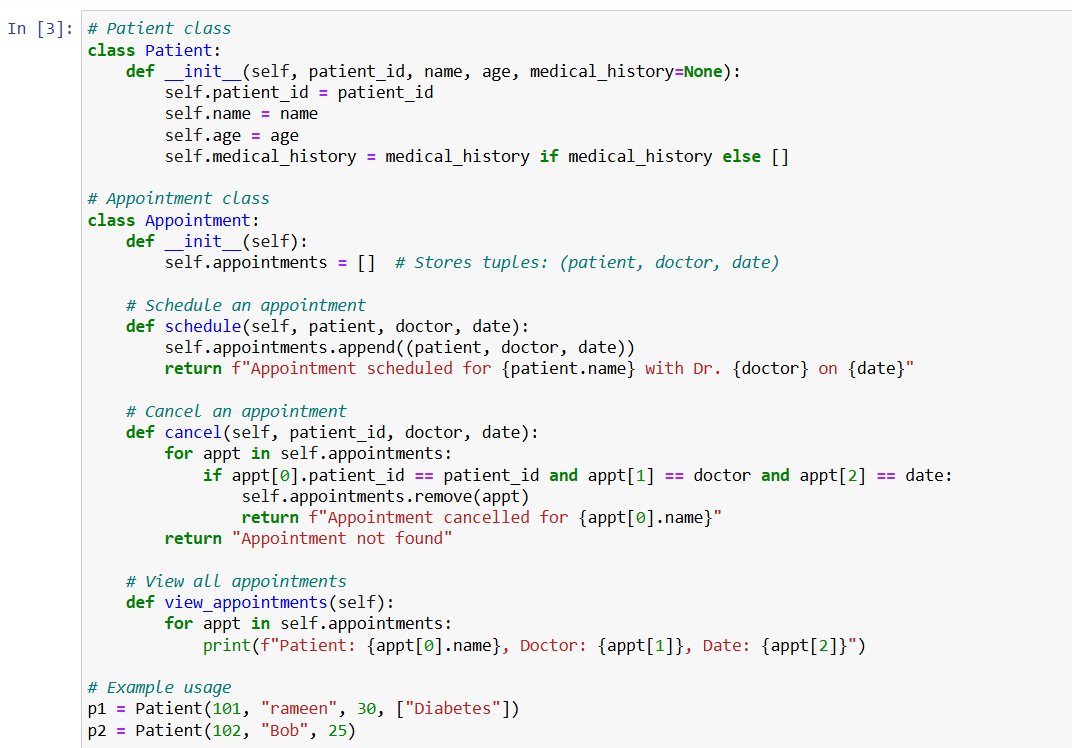 In [3]: # Patient class
class Patient:
    def __init__(self, patient_id, name, age, medical_history=None):
        self.patient_id = patient_id
        self.name = name
        self.age = age
        self.medical_history = medical_history if medical_history else []

# Appointment class
class Appointment:
    def __init__(self):
        self.appointments = []  # Stores tuples: (patient, doctor, date)

    # Schedule an appointment
    def schedule(self, patient, doctor, date):
        self.appointments.append((patient, doctor, date))
        return f"Appointment scheduled for {patient.name} with Dr. {doctor} on {date}"

    # Cancel an appointment
    def cancel(self, patient_id, doctor, date):
        for appt in self.appointments:
            if appt[0].patient_id == patient_id and appt[1] == doctor and appt[2] == date:
                self.appointments.remove(appt)
                return f"Appointment cancelled for {appt[0].name}"
        return "Appointment not found"

    # View all appointments
    def view_appointments(self):
        for appt in self.appointments:
            print(f"Patient: {appt[0].name}, Doctor: {appt[1]}, Date: {appt[2]}")

# Example usage
p1 = Patient(101, "rameen", 30, ["Diabetes"])
p2 = Patient(102, "Bob", 25)